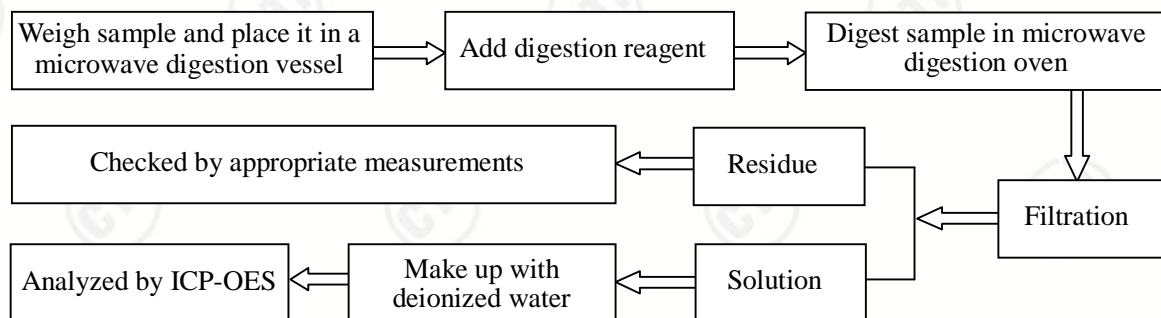 Weigh sample and place it in a
microwave digestion vessel
Add digestion reagent
Digest sample in microwave
digestion oven
Filtration
Residue
Checked by appropriate measurements
Solution
Make up with
deionized water
Analyzed by ICP-OES